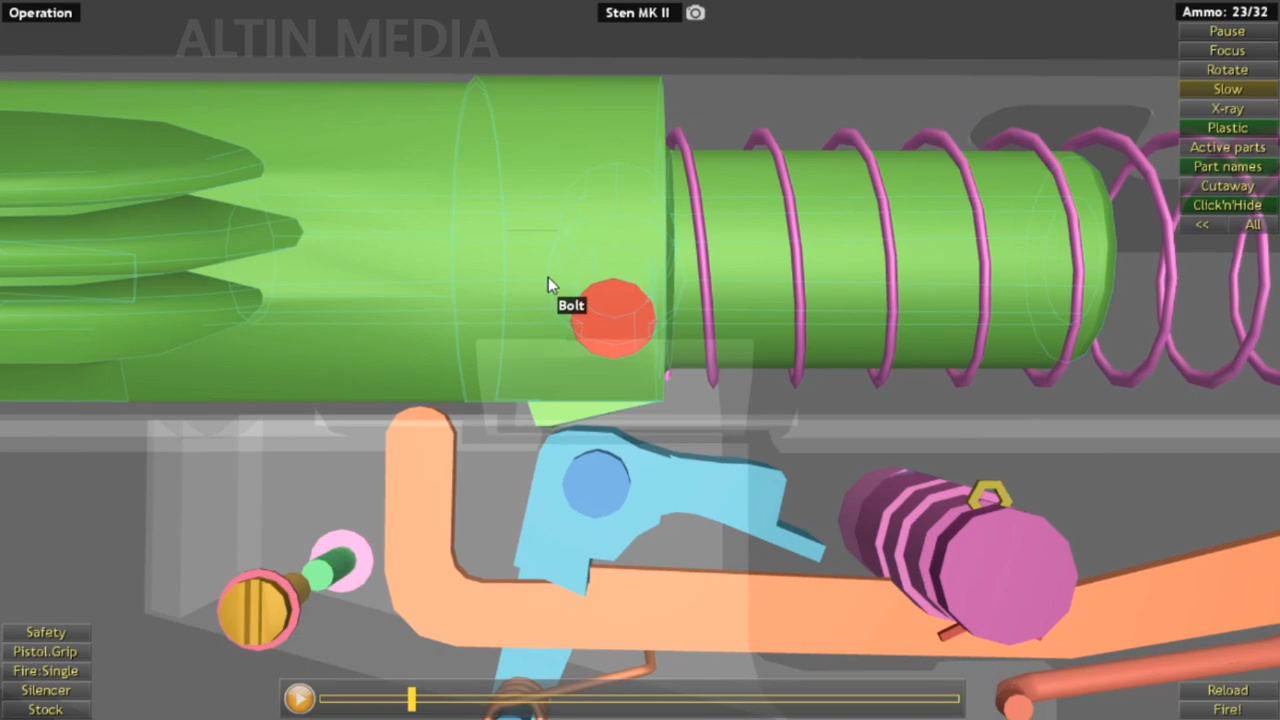 Operation
Sten MK II
Ammo: 23/32
ALTIN MEDIA
Pause
Focus
Rotate
Slow
X-ray
Plastic
Active parts
Part names
Cutaway
Click'n'Hide
<< All
Bolt
Safety
Pistol.Grip
Fire:Single
Silencer
Stock
Reload
Fire!